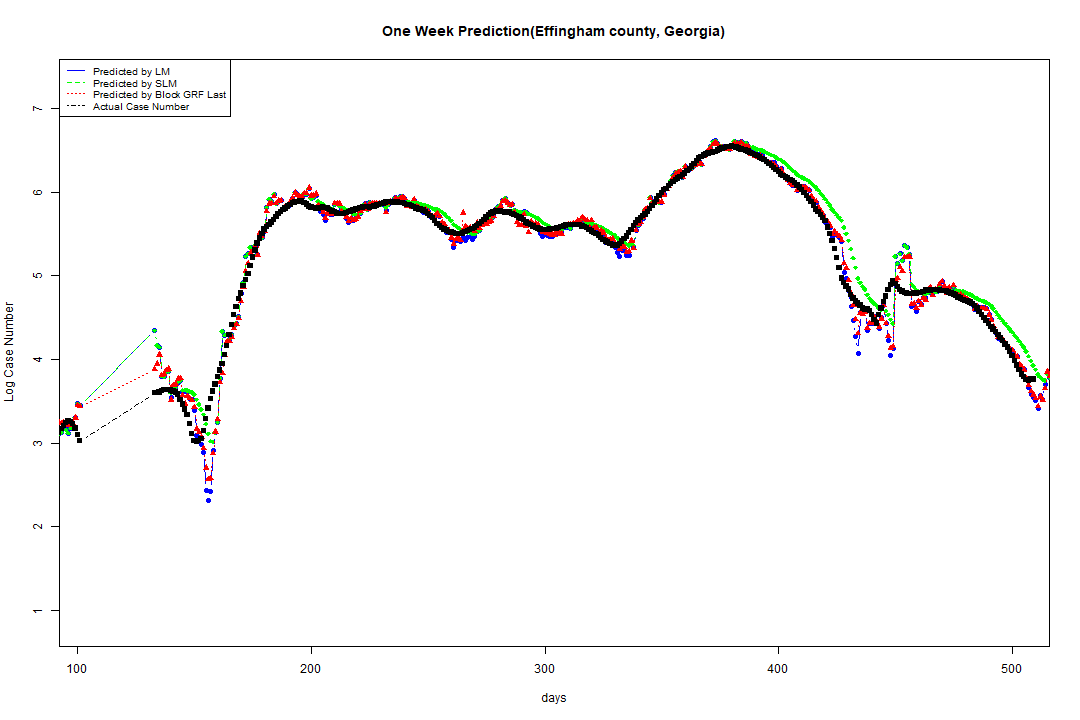 One Week Prediction(Effingham county, Georgia)
Predicted by LM
Predicted by SLM
Predicted by Block GRF Last
Actual Case Number
Log Case Number
7
6
5
4
3
2
1
100 200 300 400 500
days